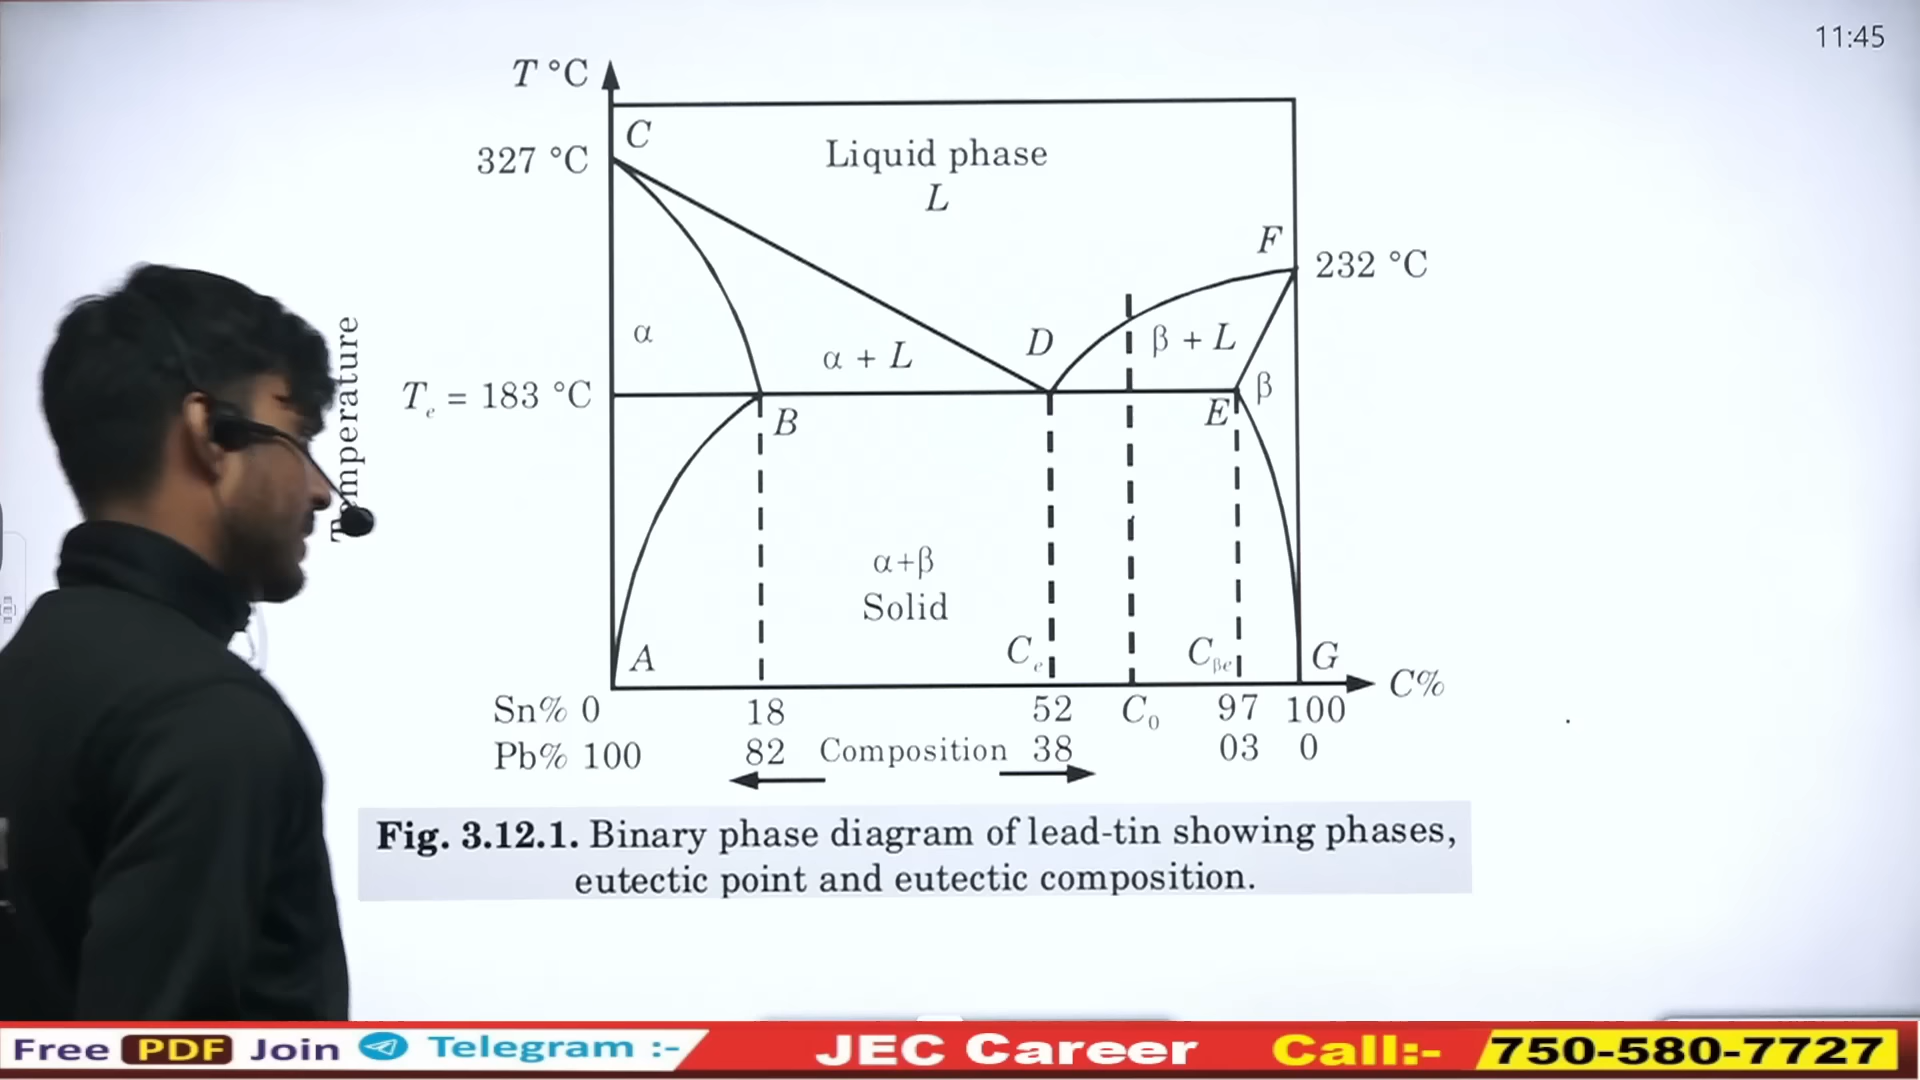 11:45
T °C
C
327 °C
Liquid phase
L
F
232 °C
α
D
β + L
α + L
Temperature
T_e = 183 °C
β
B
E
α+β
Solid
A
C_e
C_βe
G
C%
Sn% 0 18 52 C_0 97 100
Pb% 100 82 Composition 38 03 0
Fig. 3.12.1. Binary phase diagram of lead-tin showing phases,
eutectic point and eutectic composition.
Free PDF Join Telegram :- JEC Career Call:- 750-580-7727